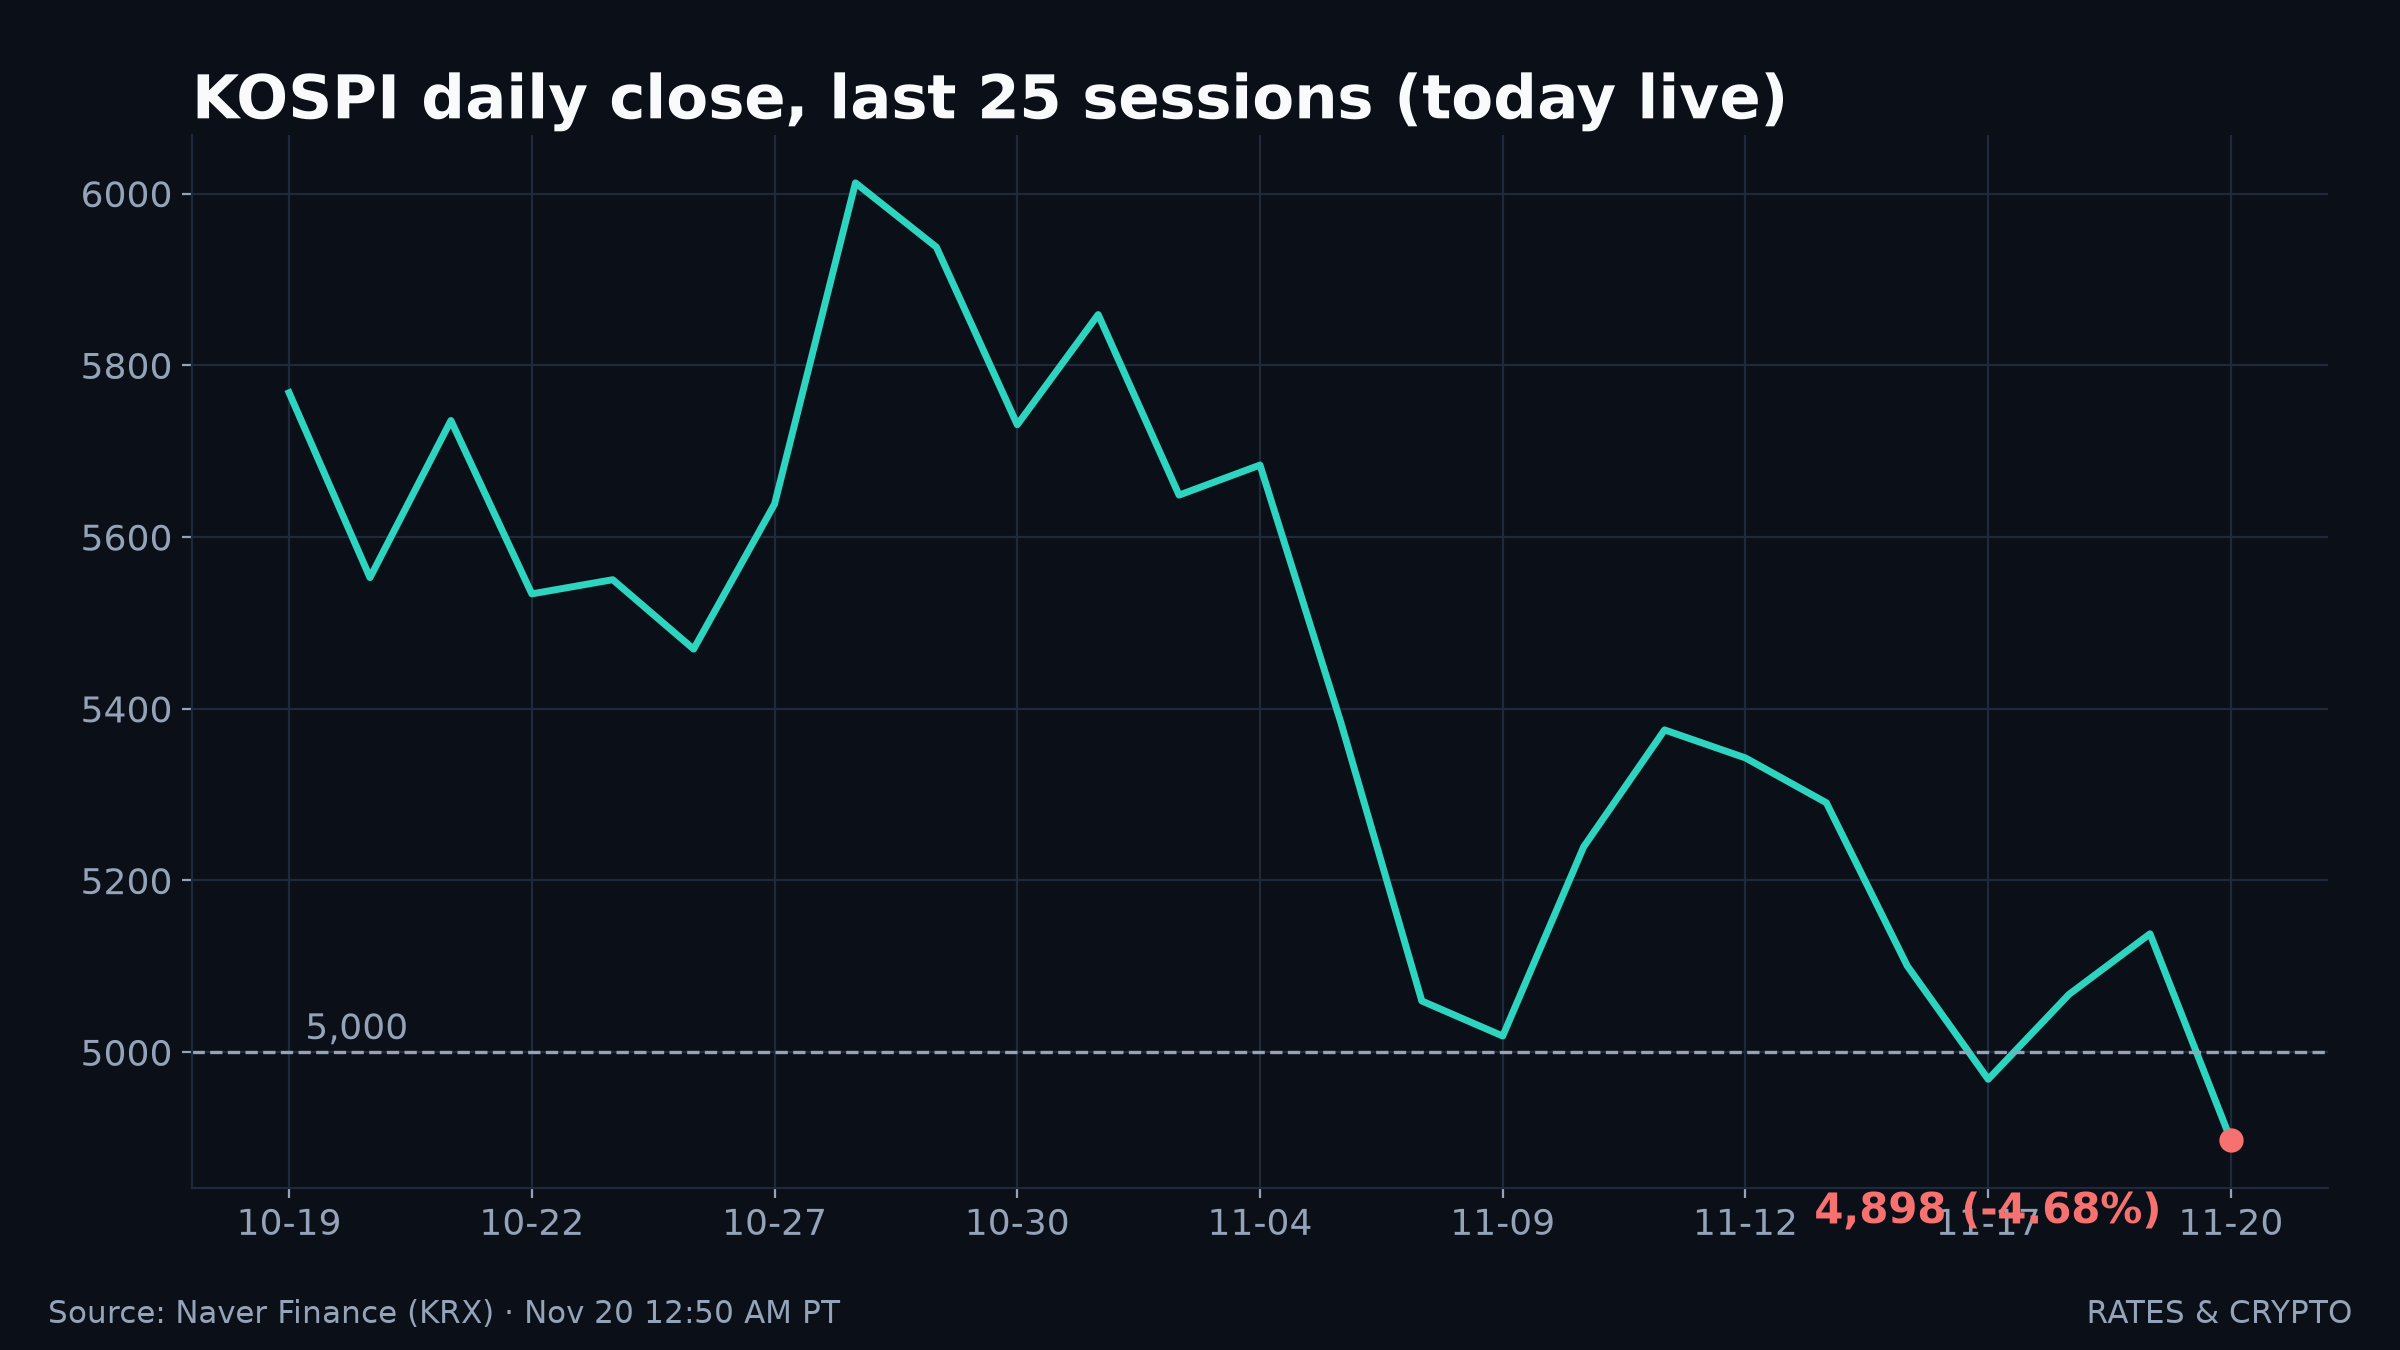 KOSPI daily close, last 25 sessions (today live)
6000
5800
5600
5400
5200
5,000
5000
4,898 (-4.68%)
10-19 10-22 10-27 10-30 11-04 11-09 11-12 11-17 11-20
Source: Naver Finance (KRX) · Nov 20 12:50 AM PT
RATES & CRYPTO